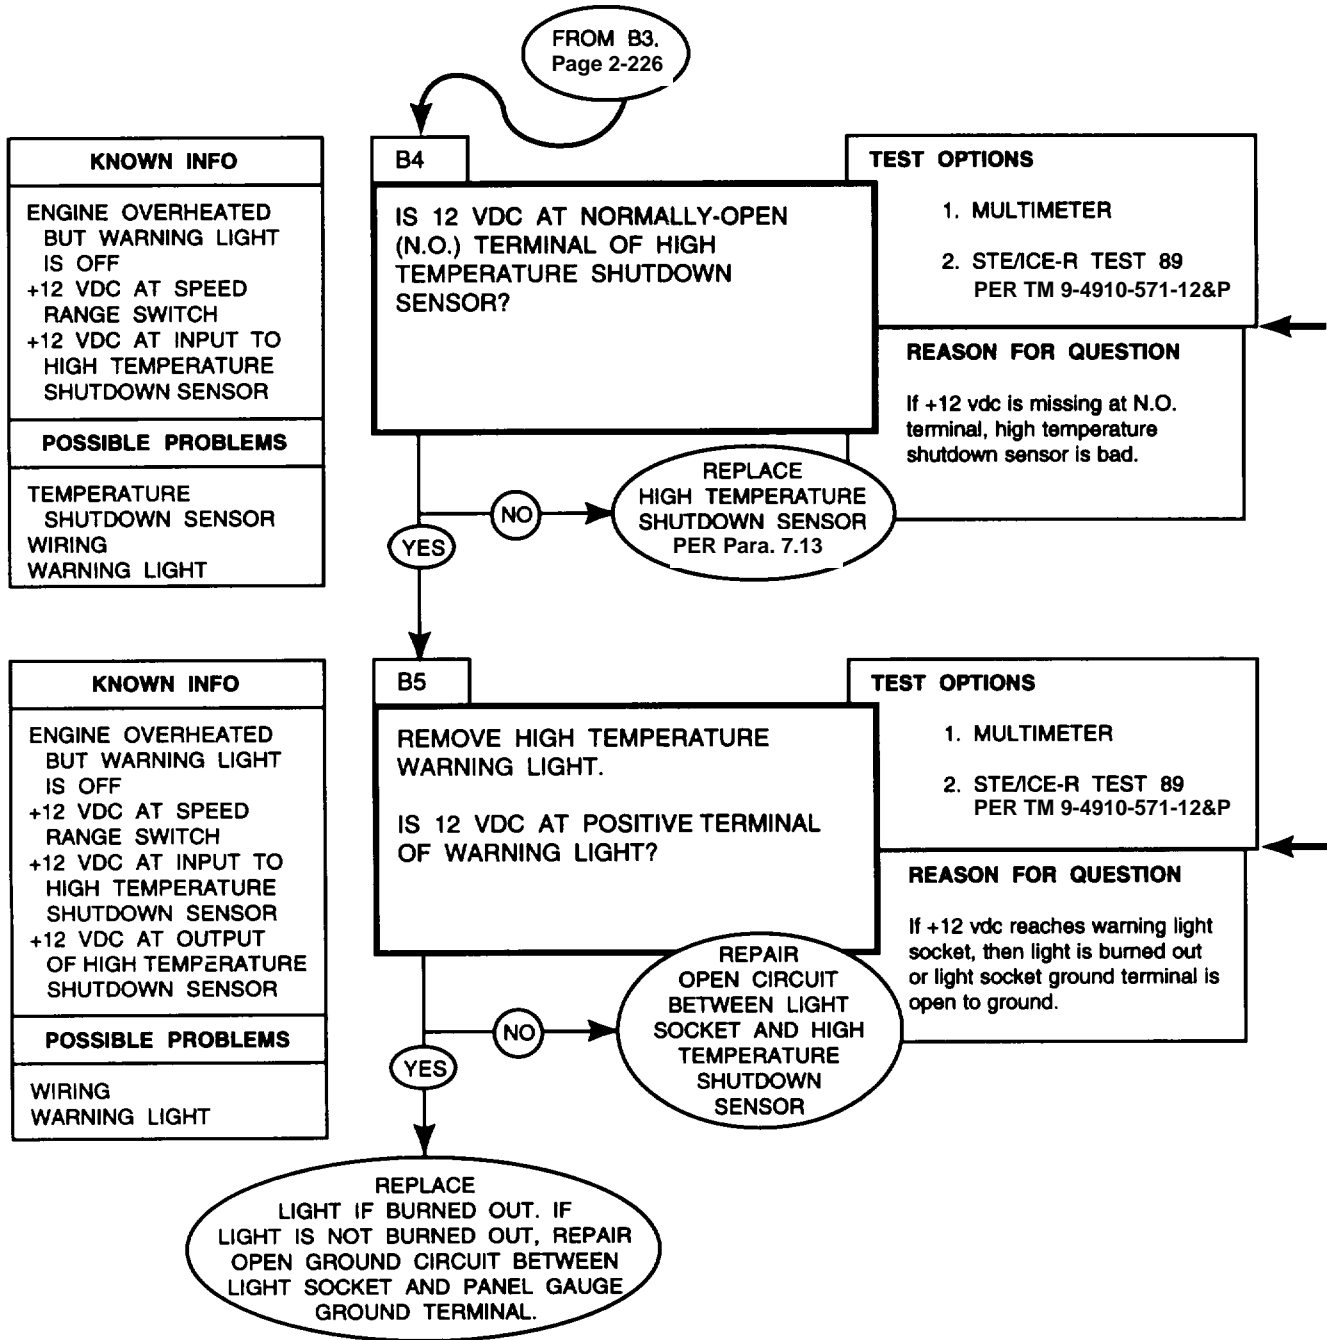 FROM B3.
Page 2-226
KNOWN INFO
ENGINE OVERHEATED
BUT WARNING LIGHT
IS OFF
+12 VDC AT SPEED
RANGE SWITCH
+12 VDC AT INPUT TO
HIGH TEMPERATURE
SHUTDOWN SENSOR
POSSIBLE PROBLEMS
TEMPERATURE
SHUTDOWN SENSOR
WIRING
WARNING LIGHT
B4
IS 12 VDC AT NORMALLY-OPEN
(N.O.) TERMINAL OF HIGH
TEMPERATURE SHUTDOWN
SENSOR?
TEST OPTIONS
1. MULTIMETER
2. STE/ICE-R TEST 89
PER TM 9-4910-571-12&P
REASON FOR QUESTION
If +12 vdc is missing at N.O.
terminal, high temperature
shutdown sensor is bad.
NO
REPLACE
HIGH TEMPERATURE
SHUTDOWN SENSOR
PER Para. 7.13
YES
KNOWN INFO
ENGINE OVERHEATED
BUT WARNING LIGHT
IS OFF
+12 VDC AT SPEED
RANGE SWITCH
+12 VDC AT INPUT TO
HIGH TEMPERATURE
SHUTDOWN SENSOR
+12 VDC AT OUTPUT
OF HIGH TEMPERATURE
SHUTDOWN SENSOR
POSSIBLE PROBLEMS
WIRING
WARNING LIGHT
B5
REMOVE HIGH TEMPERATURE
WARNING LIGHT.
IS 12 VDC AT POSITIVE TERMINAL
OF WARNING LIGHT?
TEST OPTIONS
1. MULTIMETER
2. STE/ICE-R TEST 89
PER TM 9-4910-571-12&P
REASON FOR QUESTION
If +12 vdc reaches warning light
socket, then light is burned out
or light socket ground terminal is
open to ground.
NO
REPAIR
OPEN CIRCUIT
BETWEEN LIGHT
SOCKET AND HIGH
TEMPERATURE
SHUTDOWN
SENSOR
YES
REPLACE
LIGHT IF BURNED OUT. IF
LIGHT IS NOT BURNED OUT, REPAIR
OPEN GROUND CIRCUIT BETWEEN
LIGHT SOCKET AND PANEL GAUGE
GROUND TERMINAL.